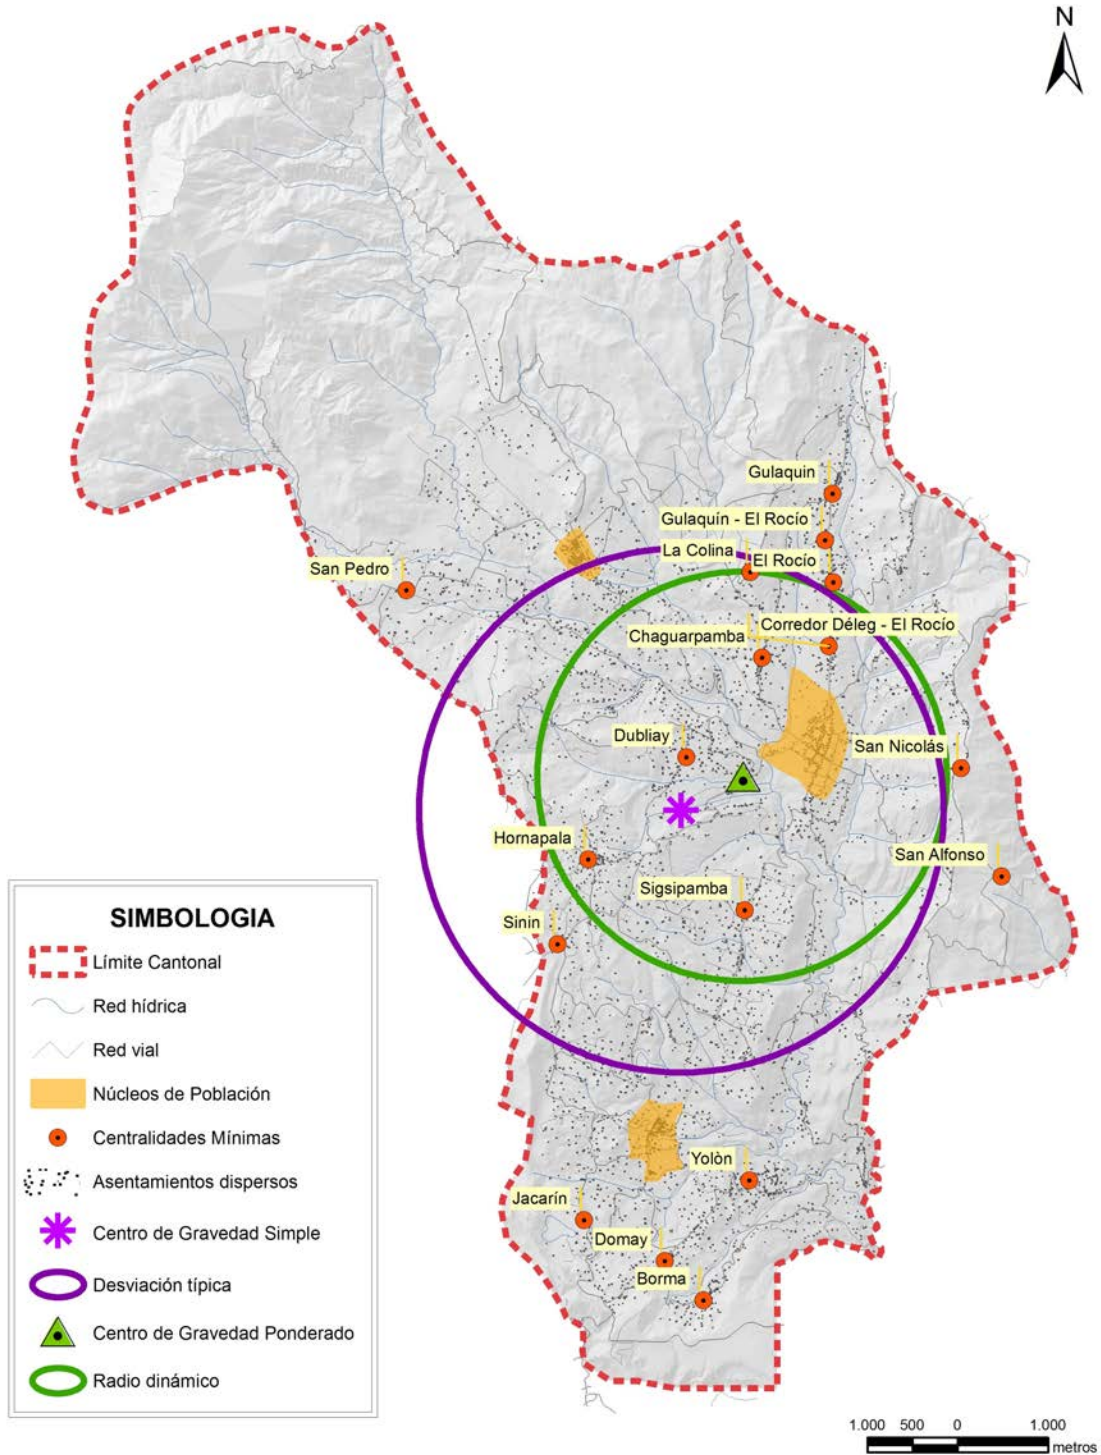 N
Gulaquin
Gulaquín - El Rocío
La Colina
El Rocío
San Pedro
Corredor Déleg - El Rocío
Chaguarpamba
Dubliay
San Nicolás
Hornapala
San Alfonso
Sigsipamba
Sinin
SIMBOLOGIA
Límite Cantonal
Red hídrica
Red vial
Núcleos de Población
Centralidades Mínimas
Asentamientos dispersos
Centro de Gravedad Simple
Desviación típica
Centro de Gravedad Ponderado
Radio dinámico
Yolòn
Jacarín
Domay
Borma
1.000 500 0 1.000
metros